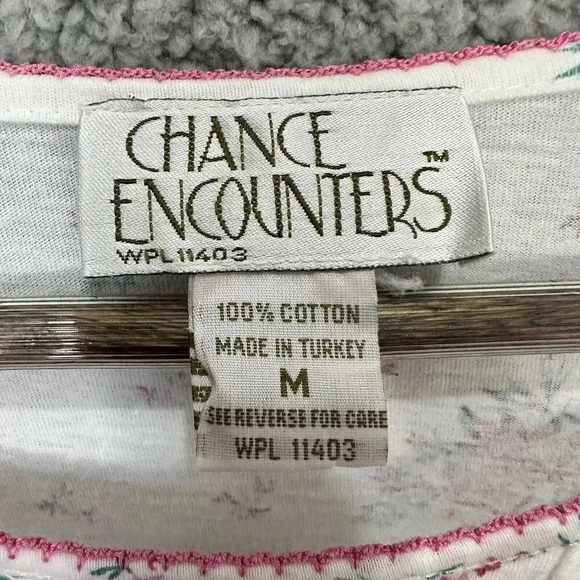 CHANCE
ENCOUNTERS™
WPL 11403
100% COTTON
MADE IN TURKEY
M
SEE REVERSE FOR CARE
WPL 11403